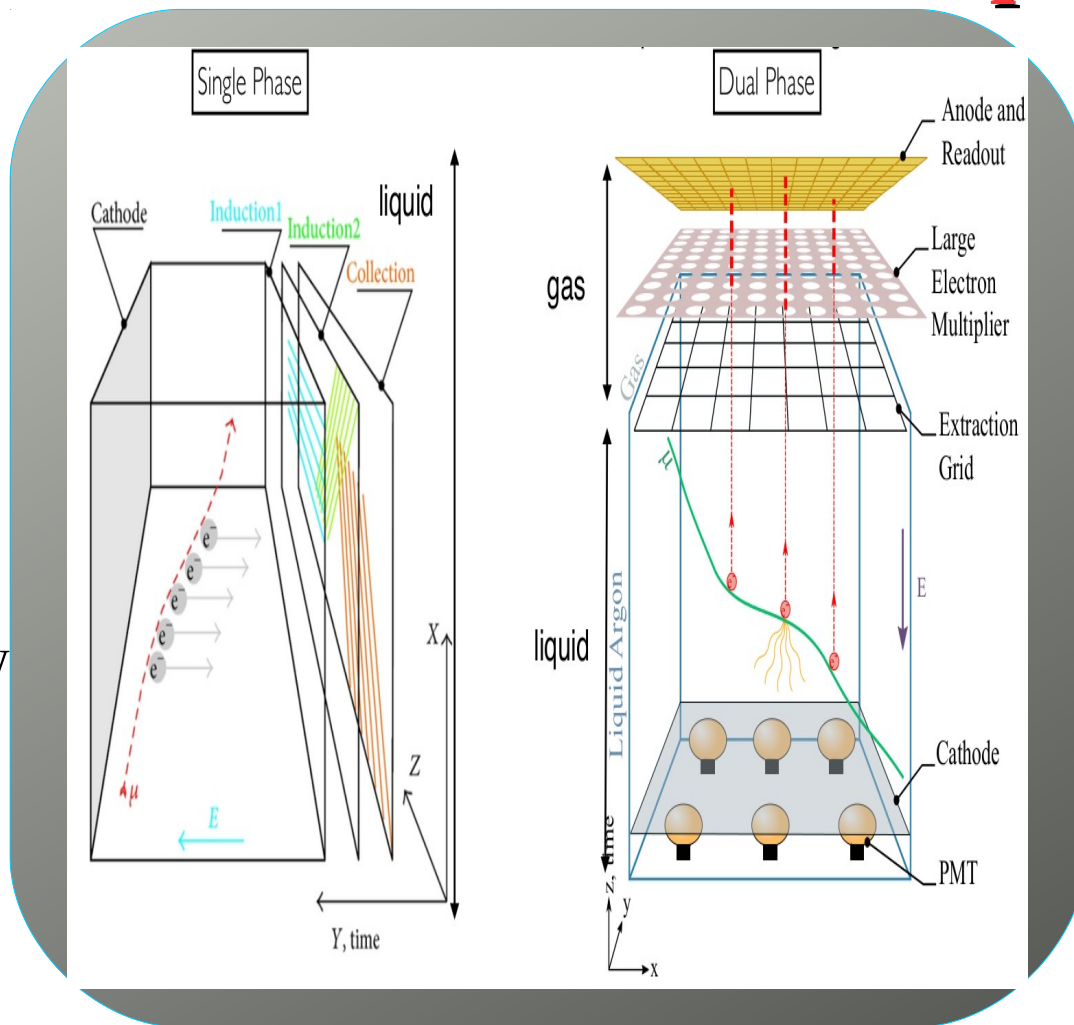 Single Phase
Dual Phase
liquid
Cathode
Induction1
Induction2
Collection
e⁻
e⁻
e⁻
e⁻
e⁻
μ
E
X
Z
Y, time
Anode and
Readout
Large
Electron
Multiplier
gas
Gas
Extraction
Grid
μ
E
liquid
Liquid Argon
Cathode
PMT
z, time
y
x